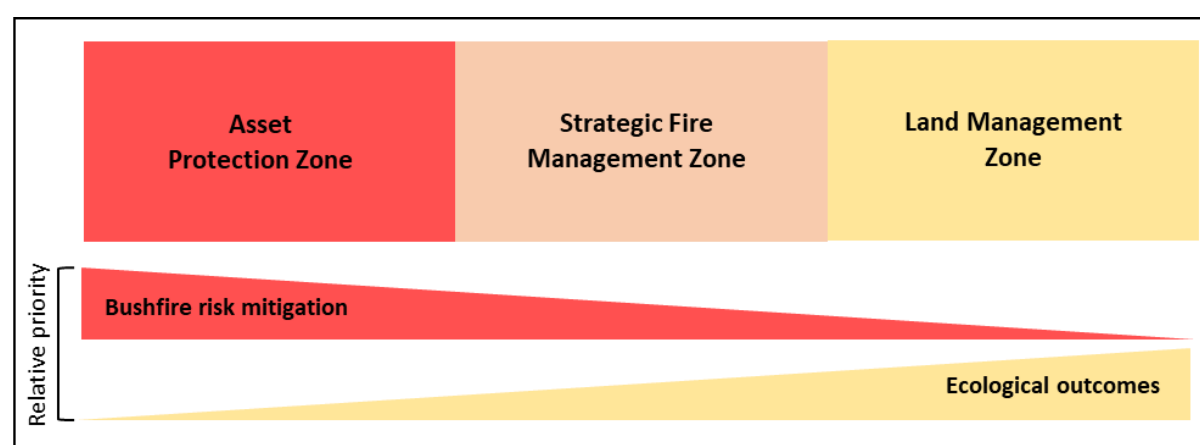 Asset
Protection Zone
Strategic Fire
Management Zone
Land Management
Zone
Relative priority
Bushfire risk mitigation
Ecological outcomes